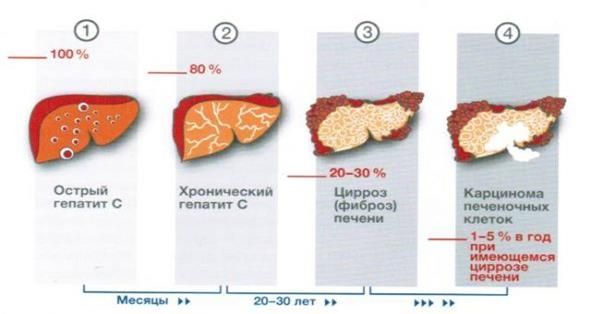 1
2
3
4
100 %
80 %
20–30 %
Острый
гепатит С
Хронический
гепатит С
Цирроз
(фиброз)
печени
Карцинома
печеночных
клеток
1–5 % в год
при
имеющемся
циррозе
печени
Месяцы
20–30 лет